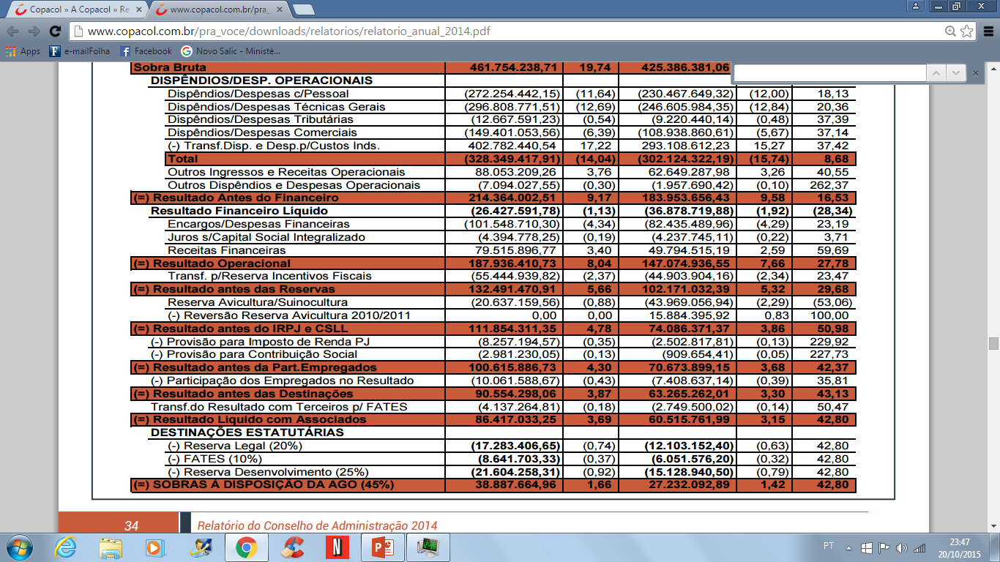 Copacol » A Copacol » Re
www.copacol.com.br/pra_
www.copacol.com.br/pra_voce/downloads/relatorios/relatorio_anual_2014.pdf
Apps e-mailFolha Facebook Novo Salic - Ministé...
Sobra Bruta 461.754.238,71 19,74 425.386.381,06
DISPÊNDIOS/DESP. OPERACIONAIS
Dispêndios/Despesas c/Pessoal (272.254.442,15) (11,64) (230.467.649,32) (12,00) 18,13
Dispêndios/Despesas Técnicas Gerais (296.808.771,51) (12,69) (246.605.984,35) (12,84) 20,36
Dispêndios/Despesas Tributárias (12.667.591,23) (0,54) (9.220.440,14) (0,48) 37,39
Dispêndios/Despesas Comerciais (149.401.053,56) (6,39) (108.938.860,61) (5,67) 37,14
(-) Transf.Disp. e Desp.p/Custos Inds. 402.782.440,54 17,22 293.108.612,23 15,27 37,42
Total (328.349.417,91) (14,04) (302.124.322,19) (15,74) 8,68
Outros Ingressos e Receitas Operacionais 88.053.209,26 3,76 62.649.287,98 3,26 40,55
Outros Dispêndios e Despesas Operacionais (7.094.027,55) (0,30) (1.957.690,42) (0,10) 262,37
(=) Resultado Antes do Financeiro 214.364.002,51 9,17 183.953.656,43 9,58 16,53
Resultado Financeiro Líquido (26.427.591,78) (1,13) (36.878.719,88) (1,92) (28,34)
Encargos/Despesas Financeiras (101.548.710,30) (4,34) (82.435.489,96) (4,29) 23,19
Juros s/Capital Social Integralizado (4.394.778,25) (0,19) (4.237.745,11) (0,22) 3,71
Receitas Financeiras 79.515.896,77 3,40 49.794.515,19 2,59 59,69
(=) Resultado Operacional 187.936.410,73 8,04 147.074.936,55 7,66 27,78
Transf. p/Reserva Incentivos Fiscais (55.444.939,82) (2,37) (44.903.904,16) (2,34) 23,47
(=) Resultado antes das Reservas 132.491.470,91 5,66 102.171.032,39 5,32 29,68
Reserva Avicultura/Suinocultura (20.637.159,56) (0,88) (43.969.056,94) (2,29) (53,06)
(-) Reversão Reserva Avicultura 2010/2011 0,00 0,00 15.884.395,92 0,83 100,00
(=) Resultado antes do IRPJ e CSLL 111.854.311,35 4,78 74.086.371,37 3,86 50,98
(-) Provisão para Imposto de Renda PJ (8.257.194,57) (0,35) (2.502.817,81) (0,13) 229,92
(-) Provisão para Contribuição Social (2.981.230,05) (0,13) (909.654,41) (0,05) 227,73
(=) Resultado antes da Part.Empregados 100.615.886,73 4,30 70.673.899,15 3,68 42,37
(-) Participação dos Empregados no Resultado (10.061.588,67) (0,43) (7.408.637,14) (0,39) 35,81
(=) Resultado antes das Destinações 90.554.298,06 3,87 63.265.262,01 3,30 43,13
Transf.do Resultado com Terceiros p/ FATES (4.137.264,81) (0,18) (2.749.500,02) (0,14) 50,47
(=) Resultado Líquido com Associados 86.417.033,25 3,69 60.515.761,99 3,15 42,80
DESTINAÇÕES ESTATUTÁRIAS
(-) Reserva Legal (20%) (17.283.406,65) (0,74) (12.103.152,40) (0,63) 42,80
(-) FATES (10%) (8.641.703,33) (0,37) (6.051.576,20) (0,32) 42,80
(-) Reserva Desenvolvimento (25%) (21.604.258,31) (0,92) (15.128.940,50) (0,79) 42,80
(=) SOBRAS À DISPOSIÇÃO DA AGO (45%) 38.887.664,96 1,66 27.232.092,89 1,42 42,80
34 Relatório do Conselho de Administração 2014
PT 23:47
20/10/2015